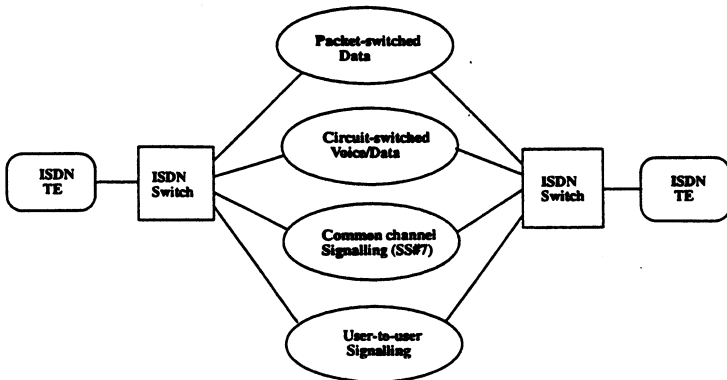 Packet-switched
Data
Circuit-switched
Voice/Data
ISDN
TE
ISDN
Switch
ISDN
Switch
ISDN
TE
Common channel
Signalling (SS#7)
User-to-user
Signalling